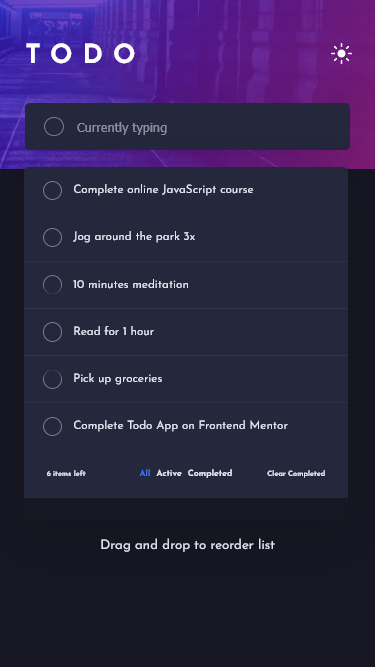 TODO
Currently typing
Complete online JavaScript course
Jog around the park 3x
10 minutes meditation
Read for 1 hour
Pick up groceries
Complete Todo App on Frontend Mentor
6 items left All Active Completed Clear Completed
Drag and drop to reorder list